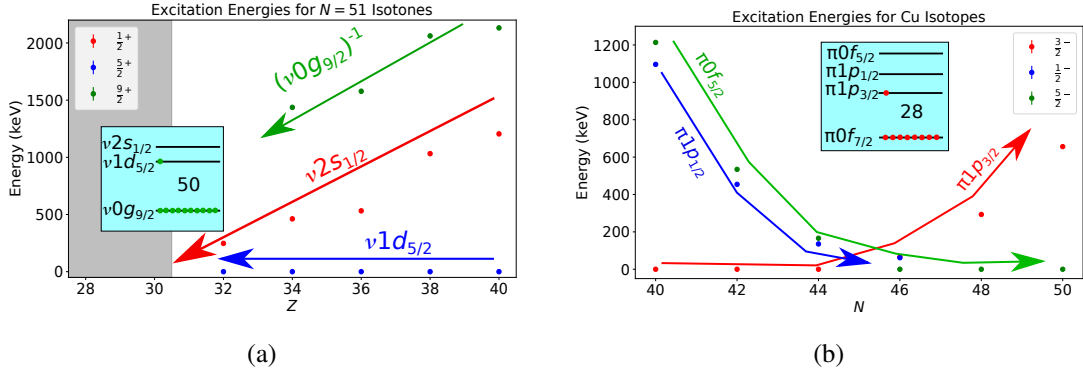 Excitation Energies for N = 51 Isotones
Energy (keV)
2000
1500
1000
500
0
28
30
32
34
36
38
40
Z
1/2 +
5/2 +
9/2 +
(ν0g9/2)⁻¹
ν2s1/2
ν1d5/2
ν2s1/2
ν1d5/2
50
ν0g9/2
(a)
Excitation Energies for Cu Isotopes
Energy (keV)
1200
1000
800
600
400
200
0
40
42
44
46
48
50
N
3/2 −
1/2 −
5/2 −
π0f5/2
π1p1/2
π1p3/2
28
π0f7/2
π0f5/2
π1p1/2
π1p3/2
(b)